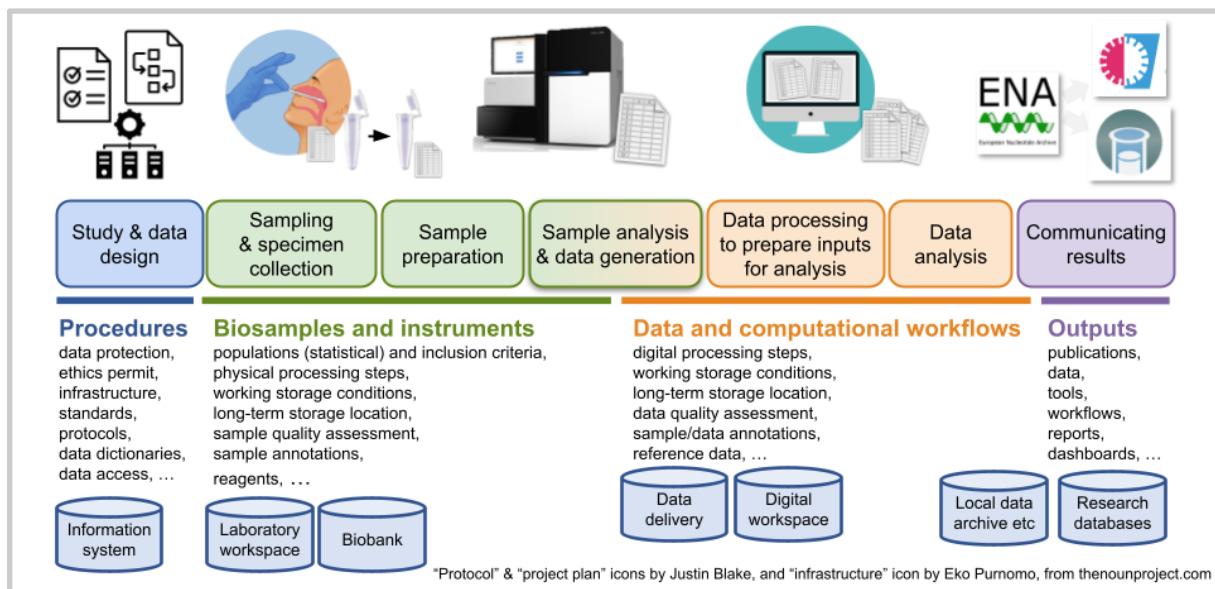 ENA
European Nucleotide Archive
Study & data
design
Sampling
& specimen
collection
Sample
preparation
Sample analysis
& data generation
Data processing
to prepare inputs
for analysis
Data
analysis
Communicating
results
Procedures
data protection,
ethics permit,
infrastructure,
standards,
protocols,
data dictionaries,
data access, …
Biosamples and instruments
populations (statistical) and inclusion criteria,
physical processing steps,
working storage conditions,
long-term storage location,
sample quality assessment,
sample annotations,
reagents, …
Data and computational workflows
digital processing steps,
working storage conditions,
long-term storage location,
data quality assessment,
sample/data annotations,
reference data, …
Outputs
publications,
data,
tools,
workflows,
reports,
dashboards, …
Information
system
Laboratory
workspace
Biobank
Data
delivery
Digital
workspace
Local data
archive etc
Research
databases
“Protocol” & “project plan” icons by Justin Blake, and “infrastructure” icon by Eko Purnomo, from thenounproject.com